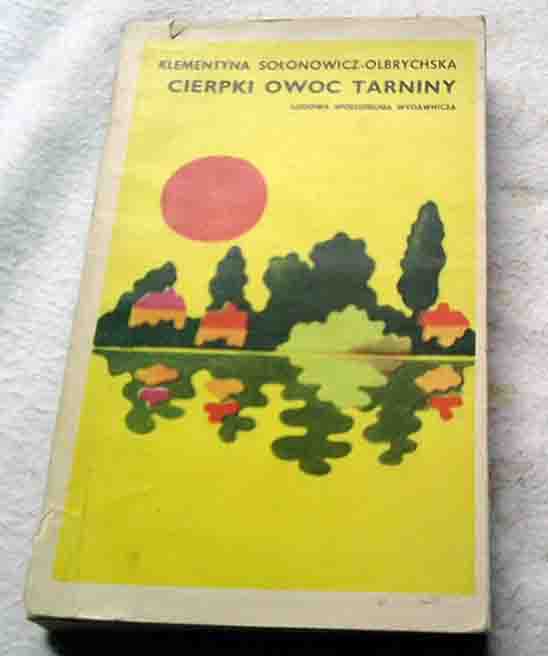 KLEMENTYNA SOŁONOWICZ-OLBRYCHSKA
CIERPKI OWOC TARNINY
LUDOWA SPÓŁDZIELNIA WYDAWNICZA